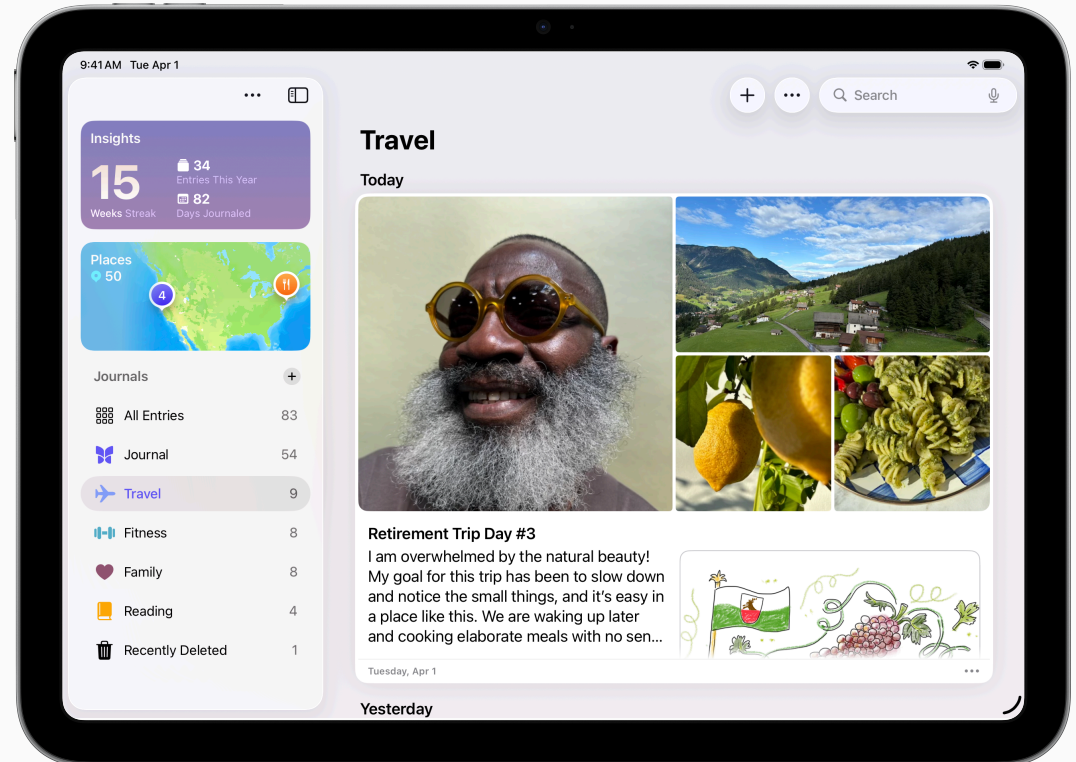 9:41 AM Tue Apr 1
Insights
15
Weeks Streak
34
Entries This Year
82
Days Journaled
Places
50
4
Journals
All Entries 83
Journal 54
Travel 9
Fitness 8
Family 8
Reading 4
Recently Deleted 1
Search
Travel
Today
Retirement Trip Day #3
I am overwhelmed by the natural beauty!
My goal for this trip has been to slow down
and notice the small things, and it’s easy in
a place like this. We are waking up later
and cooking elaborate meals with no sen...
Tuesday, Apr 1
Yesterday